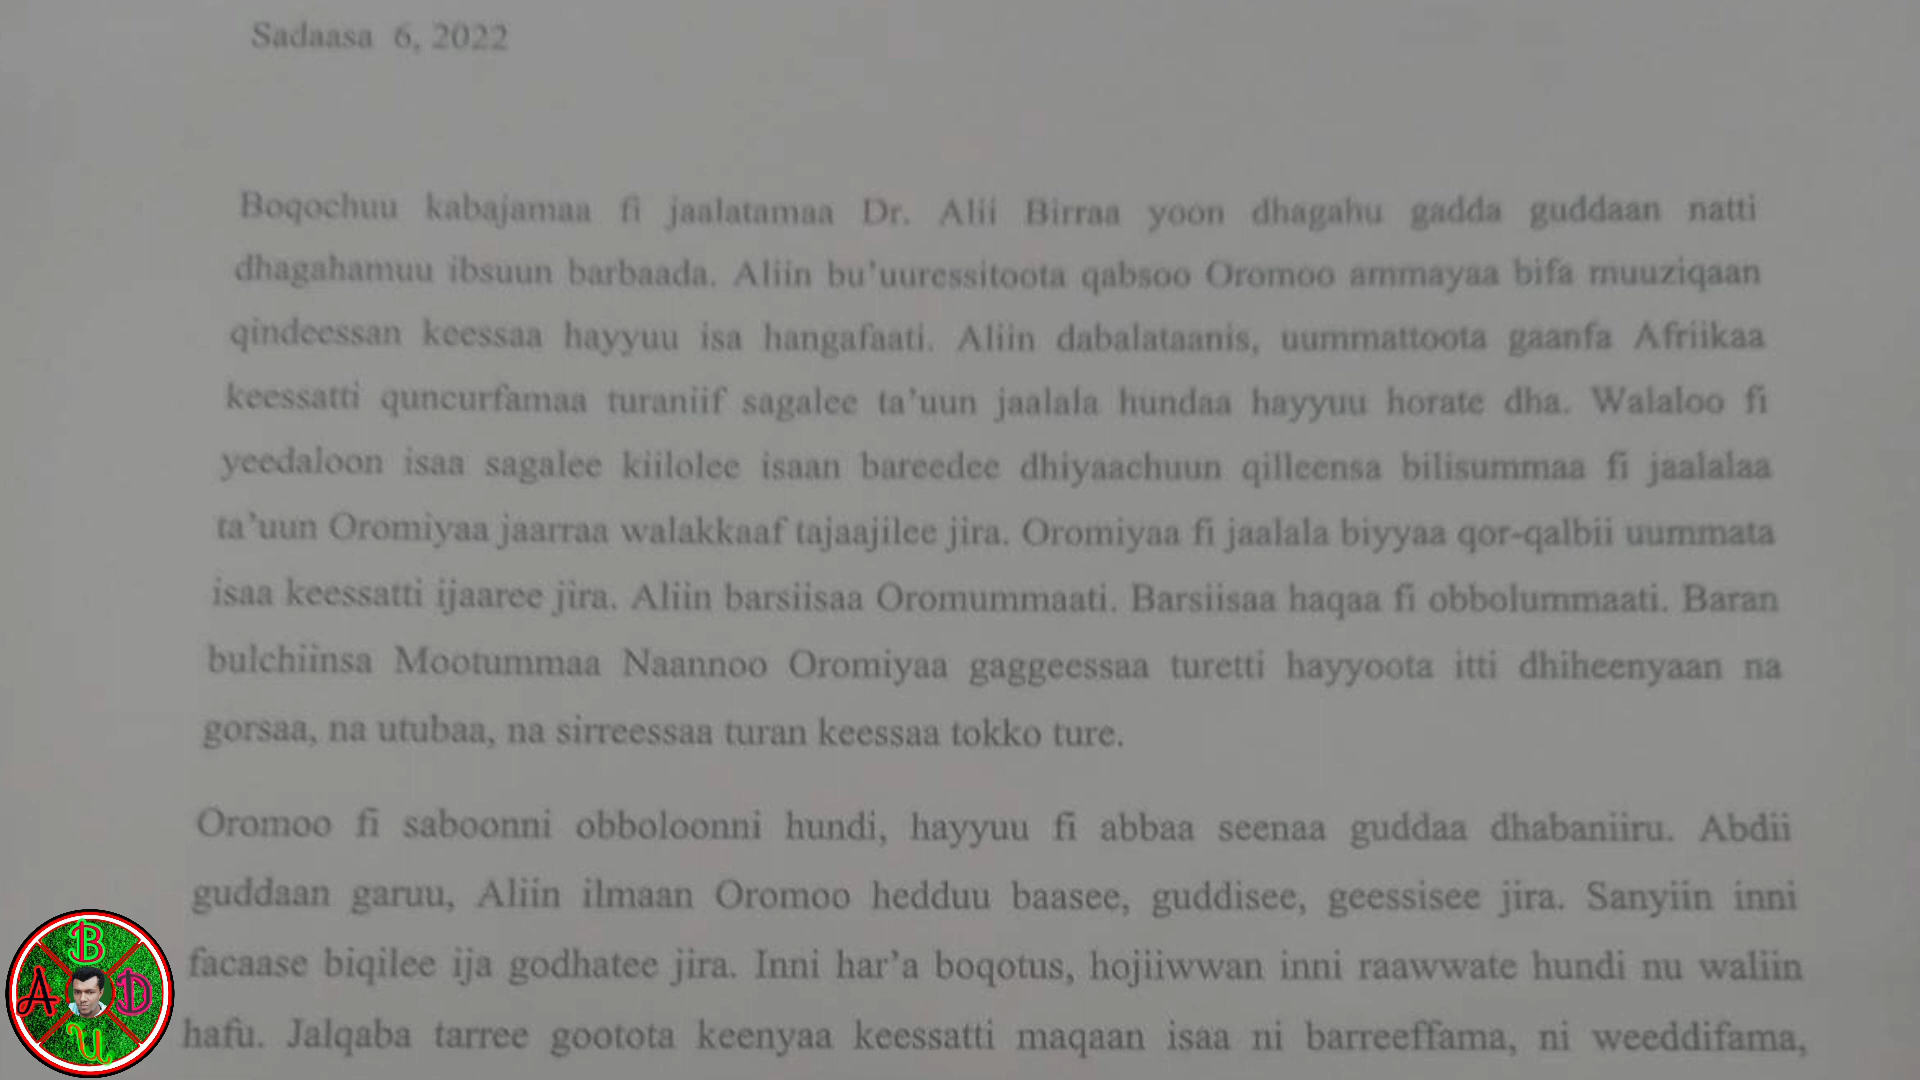 Sadaasa 6, 2022
Boqochuu kabajamaa fi jaalatamaa Dr. Alii Birraa yoon dhagahu gadda guddaan natti
dhagahamuu ibsuun barbaada. Aliin bu'uuressitoota qabsoo Oromoo ammayaa bifa muuziqaan
qindeessan keessaa hayyuu isa hangafaati. Aliin dabalataanis, uummattoota gaanfa Afriikaa
keessatti quncurfamaa turaniif sagalee ta'uun jaalala hundaa hayyuu horate dha. Walaloo fi
yeedaloon isaa sagalee kiilolee isaan bareedee dhiyaachuun qilleensa bilisummaa fi jaalalaa
ta'uun Oromiyaa jaarraa walakkaaf tajaajilee jira. Oromiyaa fi jaalala biyyaa qor-qalbii uummata
isaa keessatti ijaaree jira. Aliin barsiisaa Oromummaati. Barsiisaa haqaa fi obbolummaati. Baran
bulchiinsa Mootummaa Naannoo Oromiyaa gaggeessaa turetti hayyoota itti dhiheenyaan na
gorsaa, na utubaa, na sirreessaa turan keessaa tokko ture.
Oromoo fi saboonni obboloonni hundi, hayyuu fi abbaa seenaa guddaa dhabaniiru. Abdii
guddaan garuu, Aliin ilmaan Oromoo hedduu baasee, guddisee, geessisee jira. Sanyiin inni
facaase biqilee ija godhatee jira. Inni har'a boqotus, hojiiwwan inni raawwate hundi nu waliin
hafu. Jalqaba tarree gootota keenyaa keessatti maqaan isaa ni barreeffama, ni weeddifama,
B
A D
U